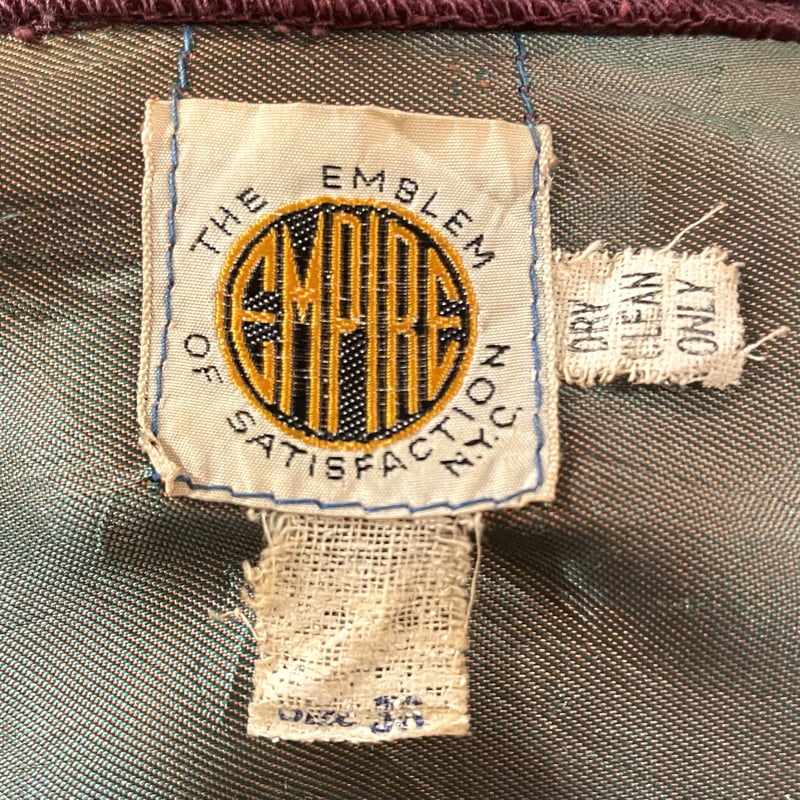 THE EMBLEM
EMPIRE
OF SATISFACTION
N.Y.C.
DRY
CLEAN
ONLY